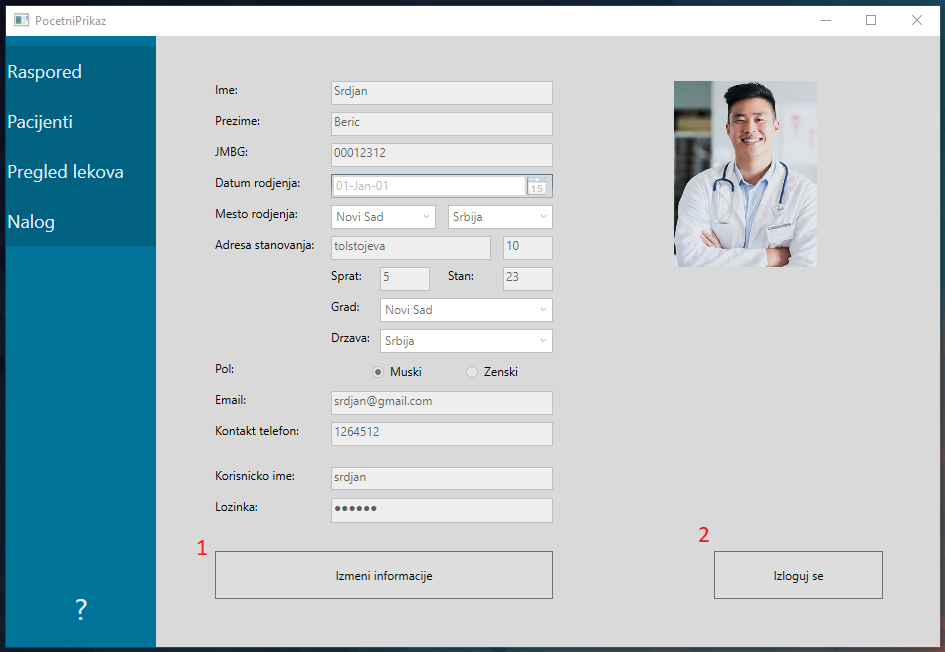 PocetniPrikaz
Raspored
Pacijenti
Pregled lekova
Nalog
?
Ime: Srdjan
Prezime: Beric
JMBG: 00012312
Datum rodjenja: 01-Jan-01 15
Mesto rodjenja: Novi Sad Srbija
Adresa stanovanja: tolstojeva 10
Sprat: 5 Stan: 23
Grad: Novi Sad
Drzava: Srbija
Pol: Muski Zenski
Email: srdjan@gmail.com
Kontakt telefon: 1264512
Korisnicko ime: srdjan
Lozinka: ••••••
1 2
Izmeni informacije Izloguj se